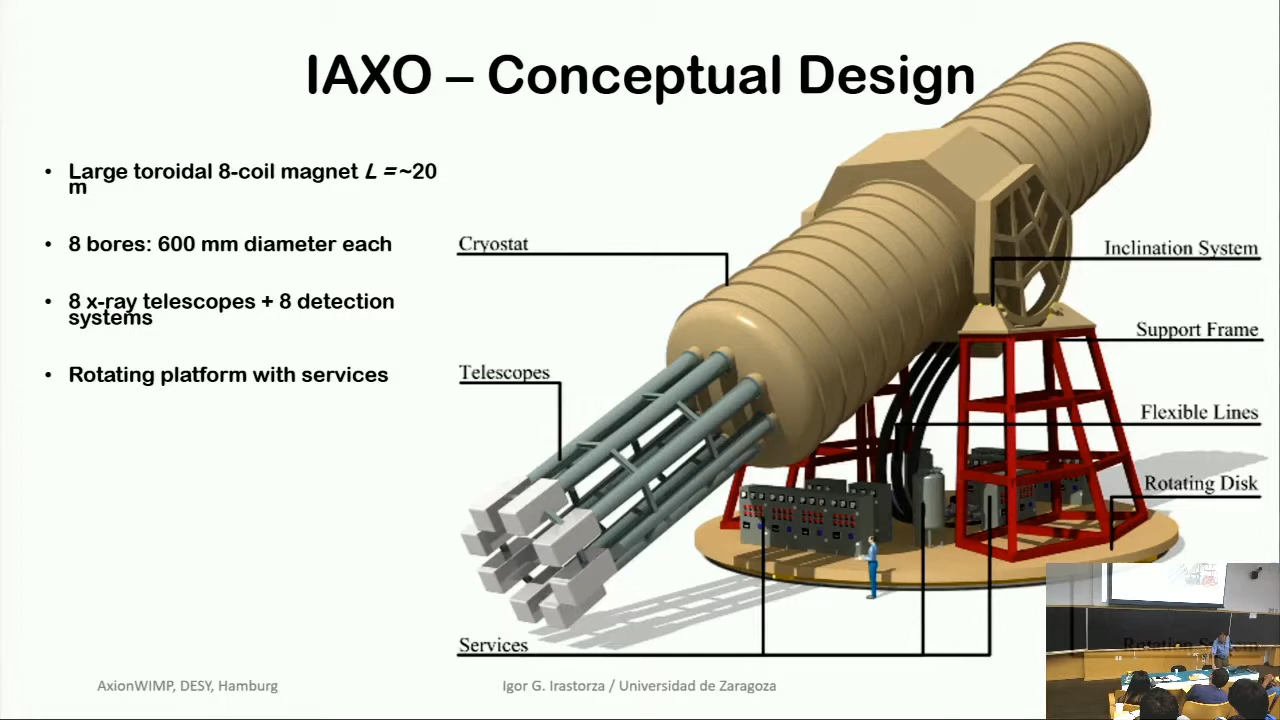 IAXO – Conceptual Design
• Large toroidal 8-coil magnet L = ~20
m
• 8 bores: 600 mm diameter each
• 8 x-ray telescopes + 8 detection
systems
• Rotating platform with services
Cryostat
Telescopes
Services
Inclination System
Support Frame
Flexible Lines
Rotating Disk
Rotation System
AxionWIMP, DESY, Hamburg
Igor G. Irastorza / Universidad de Zaragoza